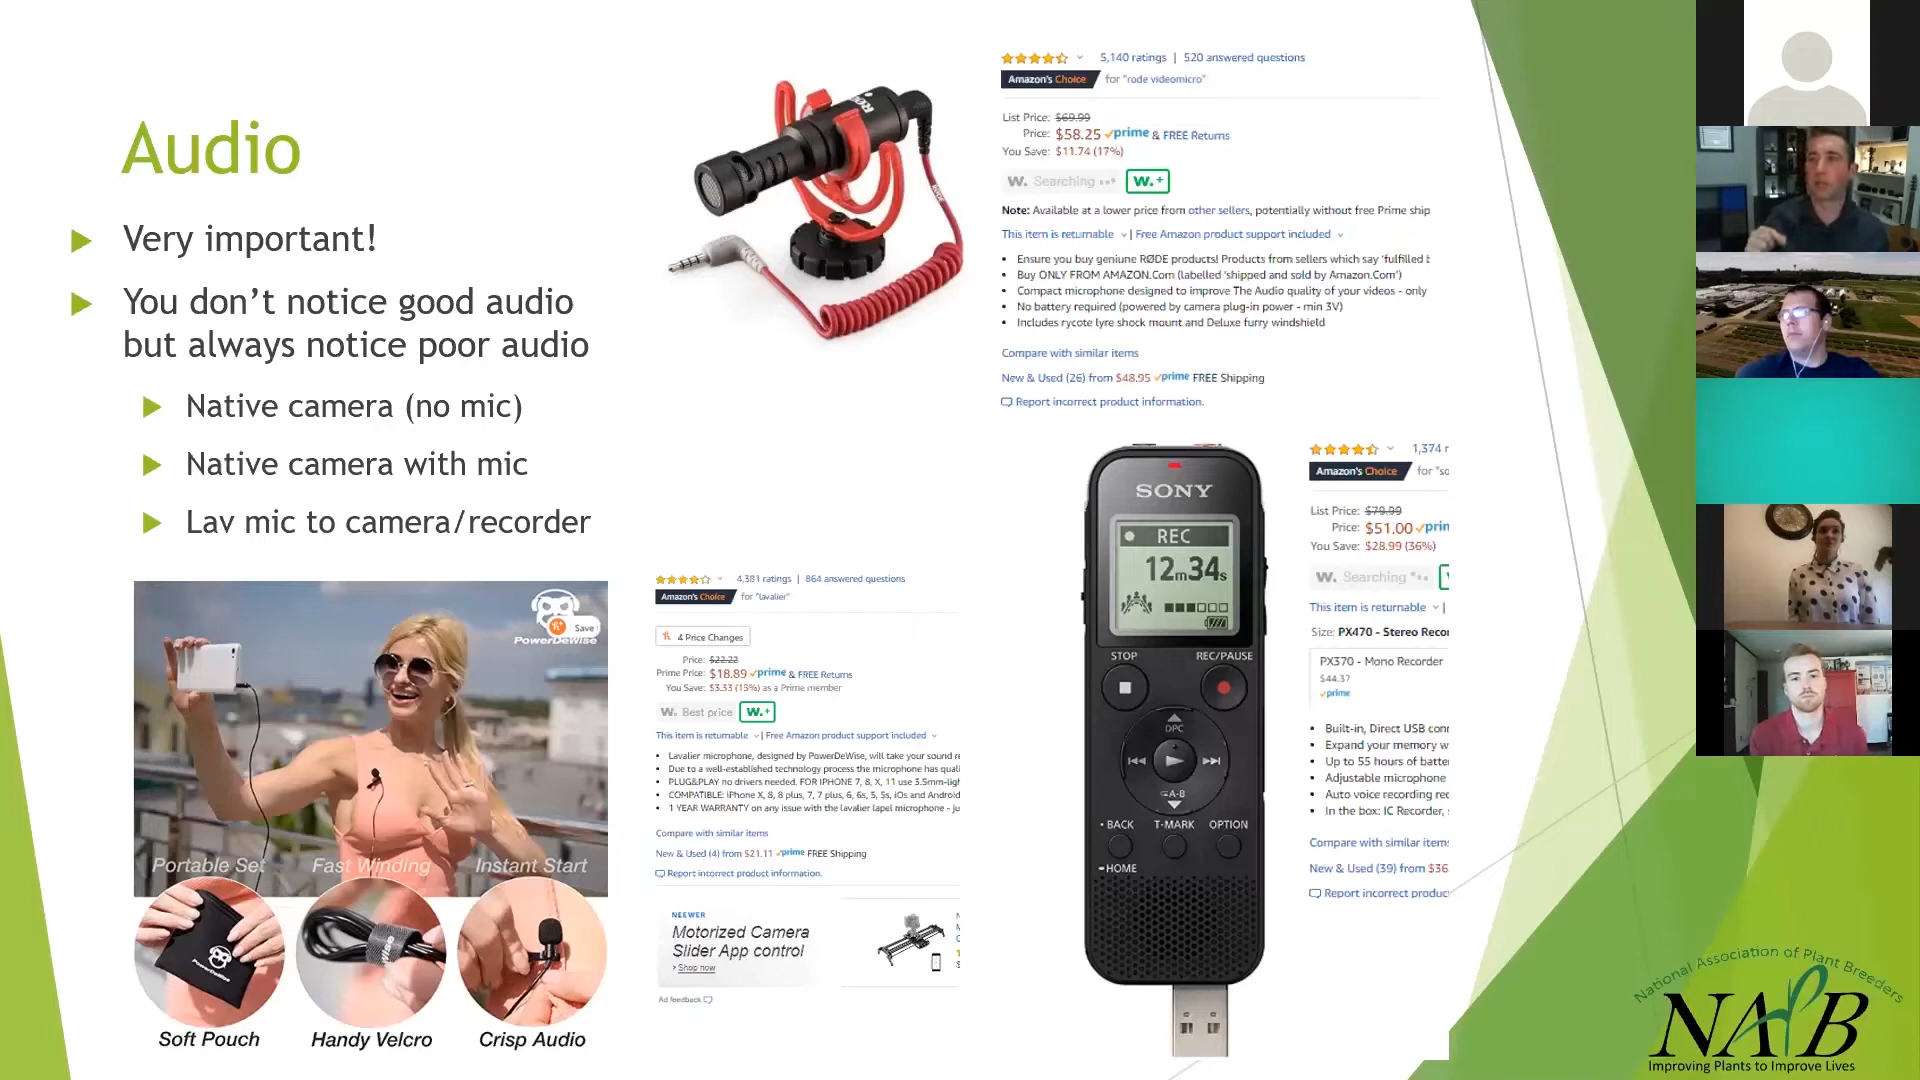 Audio
Very important!
You don't notice good audio
but always notice poor audio
Native camera (no mic)
Native camera with mic
Lav mic to camera/recorder
RØDE
5,140 ratings | 520 answered questions
Amazon's Choice for "rode videomicro"
List Price: $69.99
Price: $58.25 prime & FREE Returns
You Save: $11.74 (17%)
W. Searching W.+
Note: Available at a lower price from other sellers, potentially without free Prime ship
This item is returnable | Free Amazon product support included
• Ensure you buy geniune RØDE products! Products from sellers which say 'fulfilled b
• Buy ONLY FROM AMAZON.Com (labelled 'shipped and sold by Amazon.Com')
• Compact microphone designed to improve The Audio quality of your videos - only
• No battery required (powered by camera plug-in power - min 3V)
• Includes rycote lyre shock mount and Deluxe furry windshield
Compare with similar items
New & Used (26) from $48.95 prime FREE Shipping
Report incorrect product information.
PowerDeWise
Save
Portable Set Fast Winding Instant Start
PowerDeWise
Wise
Soft Pouch Handy Velcro Crisp Audio
4,381 ratings | 864 answered questions
Amazon's Choice for "lavalier"
4 Price Changes
Price: $22.22
Prime Price: $18.89 prime & FREE Returns
You Save: $3.33 (15%) as a Prime member
W. Best price W.+
This item is returnable | Free Amazon product support included
• Lavalier microphone, designed by PowerDeWise, will take your sound re
• Due to a well-established technology process the microphone has quali
• PLUG&PLAY no drivers needed. FOR IPHONE 7, 8, X, 11 use 3.5mm-ligh
• COMPATIBLE: iPhone X, 8, 8 plus, 7, 7 plus, 6, 6s, 5, 5s, iOs and Android
• 1 YEAR WARRANTY on any issue with the lavalier lapel microphone - ju
Compare with similar items
New & Used (4) from $21.11 prime FREE Shipping
Report incorrect product information.
NEEWER
Motorized Camera
Slider App control
› Shop now
Ad feedback
SONY
REC
12m34s
STOP REC/PAUSE
DPC
A-B
• BACK T-MARK OPTION
HOME
1,374 r
Amazon's Choice for "so
List Price: $79.99
Price: $51.00 prin
You Save: $28.99 (36%)
W. Searching
This item is returnable |
Size: PX470 - Stereo Recor
PX370 - Mono Recorder
$44.37
prime
• Built-in, Direct USB conn
• Expand your memory w
• Up to 55 hours of batter
• Adjustable microphone
• Auto voice recording rec
• In the box: IC Recorder, s
Compare with similar items
New & Used (39) from $36
Report incorrect produc
National Association of Plant Breeders
NAPB
Improving Plants to Improve Lives